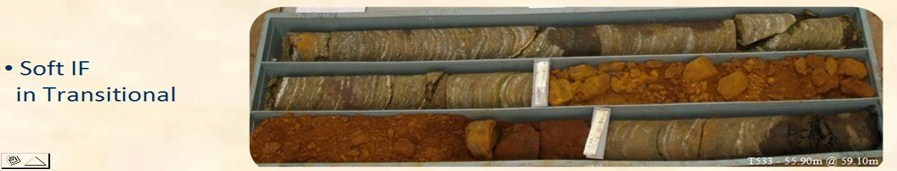 • Soft IF
in Transitional
T533 - 55.90m @ 59.10m